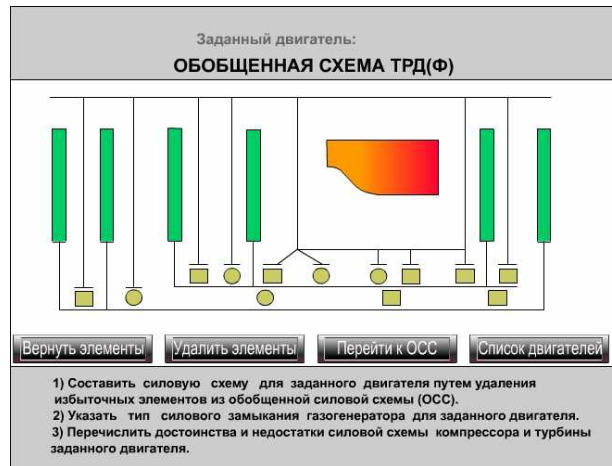 Заданный двигатель:
ОБОБЩЕННАЯ СХЕМА ТРД(Ф)
Вернуть элементы
Удалить элементы
Перейти к ОСС
Список двигателей
1) Составить силовую схему для заданного двигателя путем удаления
избыточных элементов из обобщенной силовой схемы (ОСС).
2) Указать тип силового замыкания газогенератора для заданного двигателя.
3) Перечислить достоинства и недостатки силовой схемы компрессора и турбины
заданного двигателя.